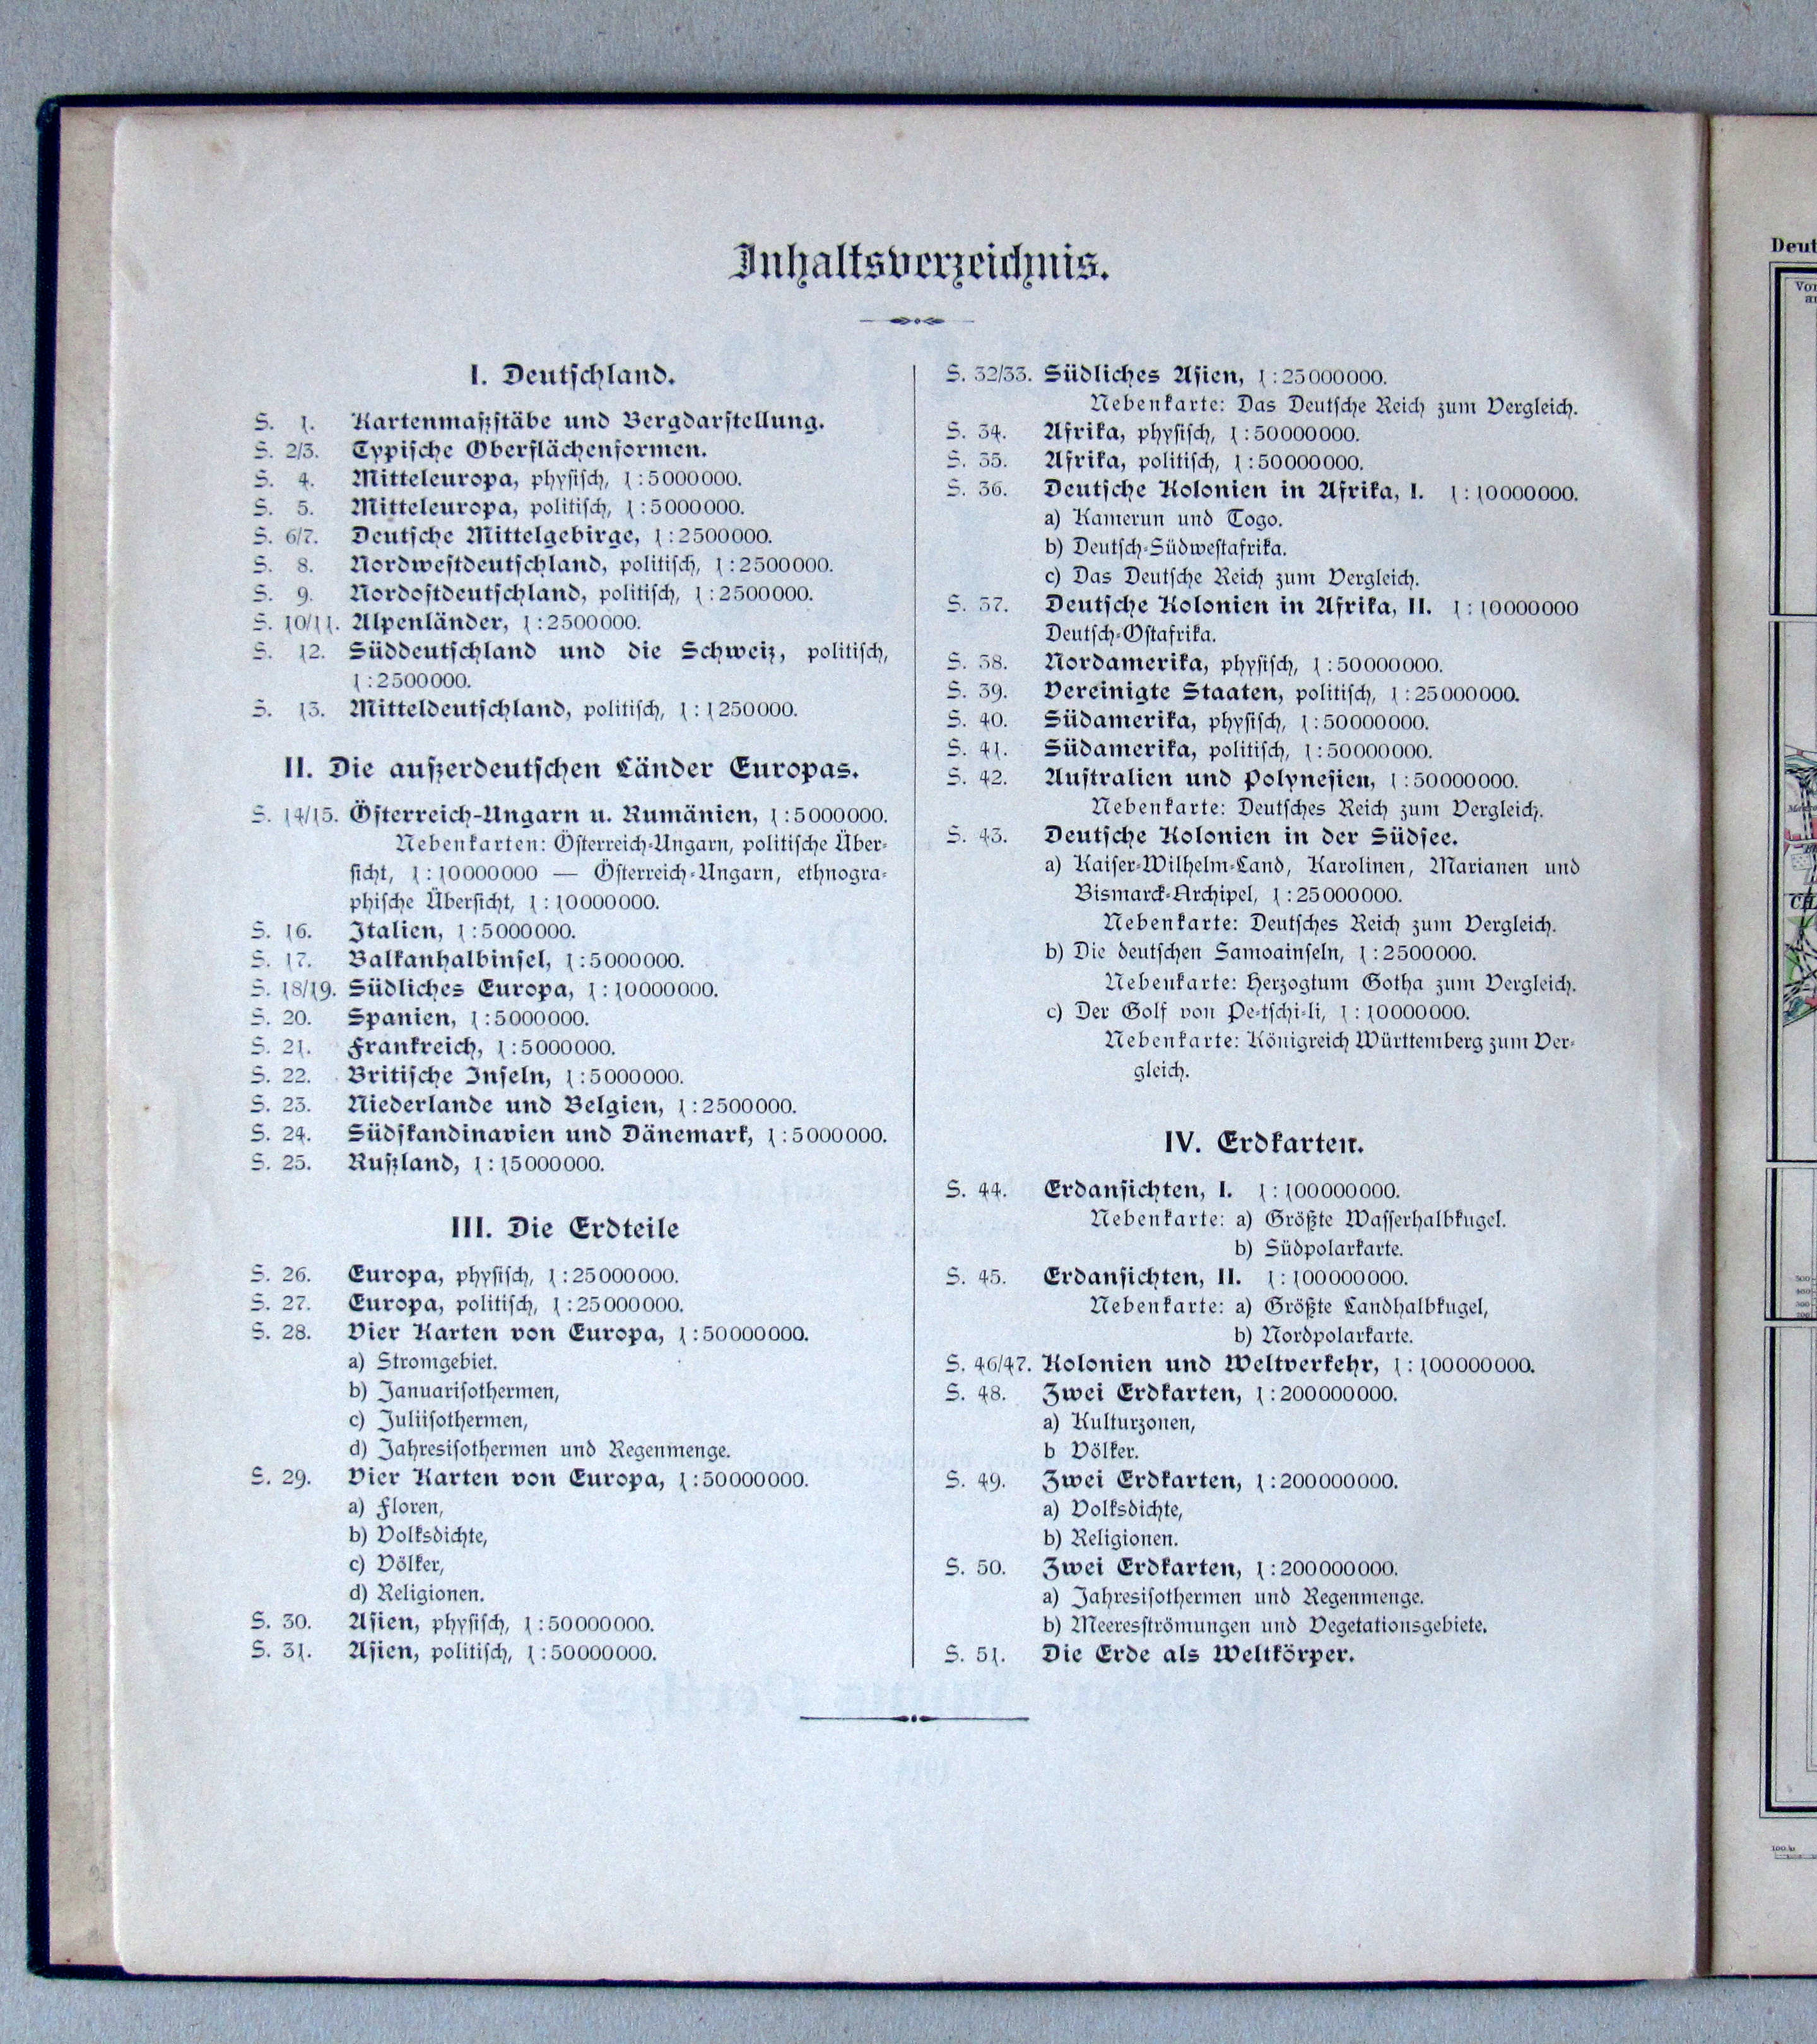 Inhaltsverzeichnis.
I. Deutschland.
S. 1. Kartenmaßstäbe und Bergdarstellung.
S. 2/3. Typische Oberflächenformen.
S. 4. Mitteleuropa, physisch, 1:5000000.
S. 5. Mitteleuropa, politisch, 1:5000000.
S. 6/7. Deutsche Mittelgebirge, 1:2500000.
S. 8. Nordwestdeutschland, politisch, 1:2500000.
S. 9. Nordostdeutschland, politisch, 1:2500000.
S. 10/11. Alpenländer, 1:2500000.
S. 12. Süddeutschland und die Schweiz, politisch,
1:2500000.
S. 13. Mitteldeutschland, politisch, 1:1250000.
II. Die außerdeutschen Länder Europas.
S. 14/15. Österreich-Ungarn u. Rumänien, 1:5000000.
Nebenkarten: Österreich-Ungarn, politische Über-
sicht, 1:10000000 — Österreich-Ungarn, ethnogra-
phische Übersicht, 1:10000000.
S. 16. Italien, 1:5000000.
S. 17. Balkanhalbinsel, 1:5000000.
S. 18/19. Südliches Europa, 1:10000000.
S. 20. Spanien, 1:5000000.
S. 21. Frankreich, 1:5000000.
S. 22. Britische Inseln, 1:5000000.
S. 23. Niederlande und Belgien, 1:2500000.
S. 24. Südskandinavien und Dänemark, 1:5000000.
S. 25. Rußland, 1:15000000.
III. Die Erdteile
S. 26. Europa, physisch, 1:25000000.
S. 27. Europa, politisch, 1:25000000.
S. 28. Vier Karten von Europa, 1:50000000.
a) Stromgebiet.
b) Januarisothermen,
c) Juliisothermen,
d) Jahresisothermen und Regenmenge.
S. 29. Vier Karten von Europa, 1:50000000.
a) Floren,
b) Volksdichte,
c) Völker,
d) Religionen.
S. 30. Asien, physisch, 1:50000000.
S. 31. Asien, politisch, 1:50000000.
S. 32/33. Südliches Asien, 1:25000000.
Nebenkarte: Das Deutsche Reich zum Vergleich.
S. 34. Afrika, physisch, 1:50000000.
S. 35. Afrika, politisch, 1:50000000.
S. 36. Deutsche Kolonien in Afrika, I. 1:10000000.
a) Kamerun und Togo.
b) Deutsch-Südwestafrika.
c) Das Deutsche Reich zum Vergleich.
S. 37. Deutsche Kolonien in Afrika, II. 1:10000000
Deutsch-Ostafrika.
S. 38. Nordamerika, physisch, 1:50000000.
S. 39. Vereinigte Staaten, politisch, 1:25000000.
S. 40. Südamerika, physisch, 1:50000000.
S. 41. Südamerika, politisch, 1:50000000.
S. 42. Australien und Polynesien, 1:50000000.
Nebenkarte: Deutsches Reich zum Vergleich.
S. 43. Deutsche Kolonien in der Südsee.
a) Kaiser-Wilhelm-Land, Karolinen, Marianen und
Bismarck-Archipel, 1:25000000.
Nebenkarte: Deutsches Reich zum Vergleich.
b) Die deutschen Samoainseln, 1:2500000.
Nebenkarte: Herzogtum Gotha zum Vergleich.
c) Der Golf von Pe-tschi-li, 1:10000000.
Nebenkarte: Königreich Württemberg zum Ver-
gleich.
IV. Erdkarten.
S. 44. Erdansichten, I. 1:100000000.
Nebenkarte: a) Größte Wasserhalbkugel.
b) Südpolarkarte.
S. 45. Erdansichten, II. 1:100000000.
Nebenkarte: a) Größte Landhalbkugel,
b) Nordpolarkarte.
S. 46/47. Kolonien und Weltverkehr, 1:100000000.
S. 48. Zwei Erdkarten, 1:200000000.
a) Kulturzonen,
b Völker.
S. 49. Zwei Erdkarten, 1:200000000.
a) Volksdichte,
b) Religionen.
S. 50. Zwei Erdkarten, 1:200000000.
a) Jahresisothermen und Regenmenge.
b) Meeresströmungen und Vegetationsgebiete.
S. 51. Die Erde als Weltkörper.
Deut